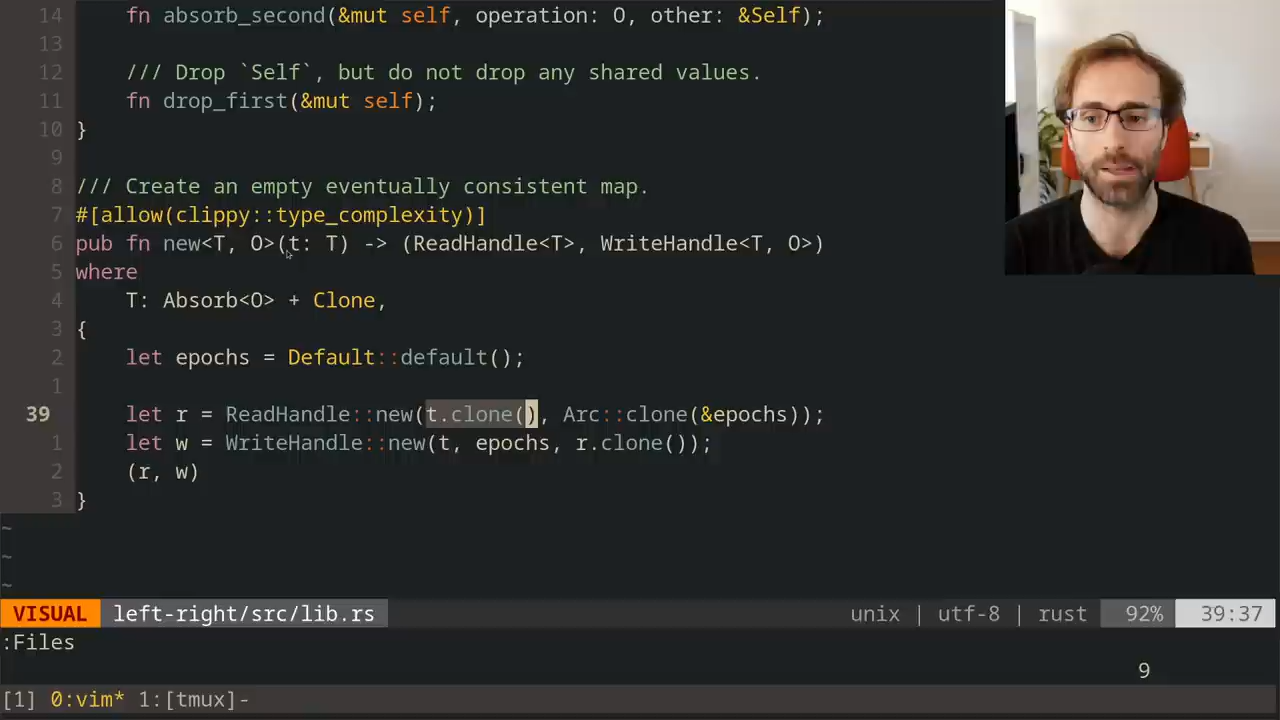 14     fn absorb_second(&mut self, operation: O, other: &Self);
13
12     /// Drop `Self`, but do not drop any shared values.
11     fn drop_first(&mut self);
10 }
9
8 /// Create an empty eventually consistent map.
7 #[allow(clippy::type_complexity)]
6 pub fn new<T, O>(t: T) -> (ReadHandle<T>, WriteHandle<T, O>)
5 where
4     T: Absorb<O> + Clone,
3 {
2     let epochs = Default::default();
1
39     let r = ReadHandle::new(t.clone(), Arc::clone(&epochs));
1     let w = WriteHandle::new(t, epochs, r.clone());
2     (r, w)
3 }
~
~
~
VISUAL left-right/src/lib.rs unix | utf-8 | rust 92% 39:37
:Files
9
[1] 0:vim* 1:[tmux]-